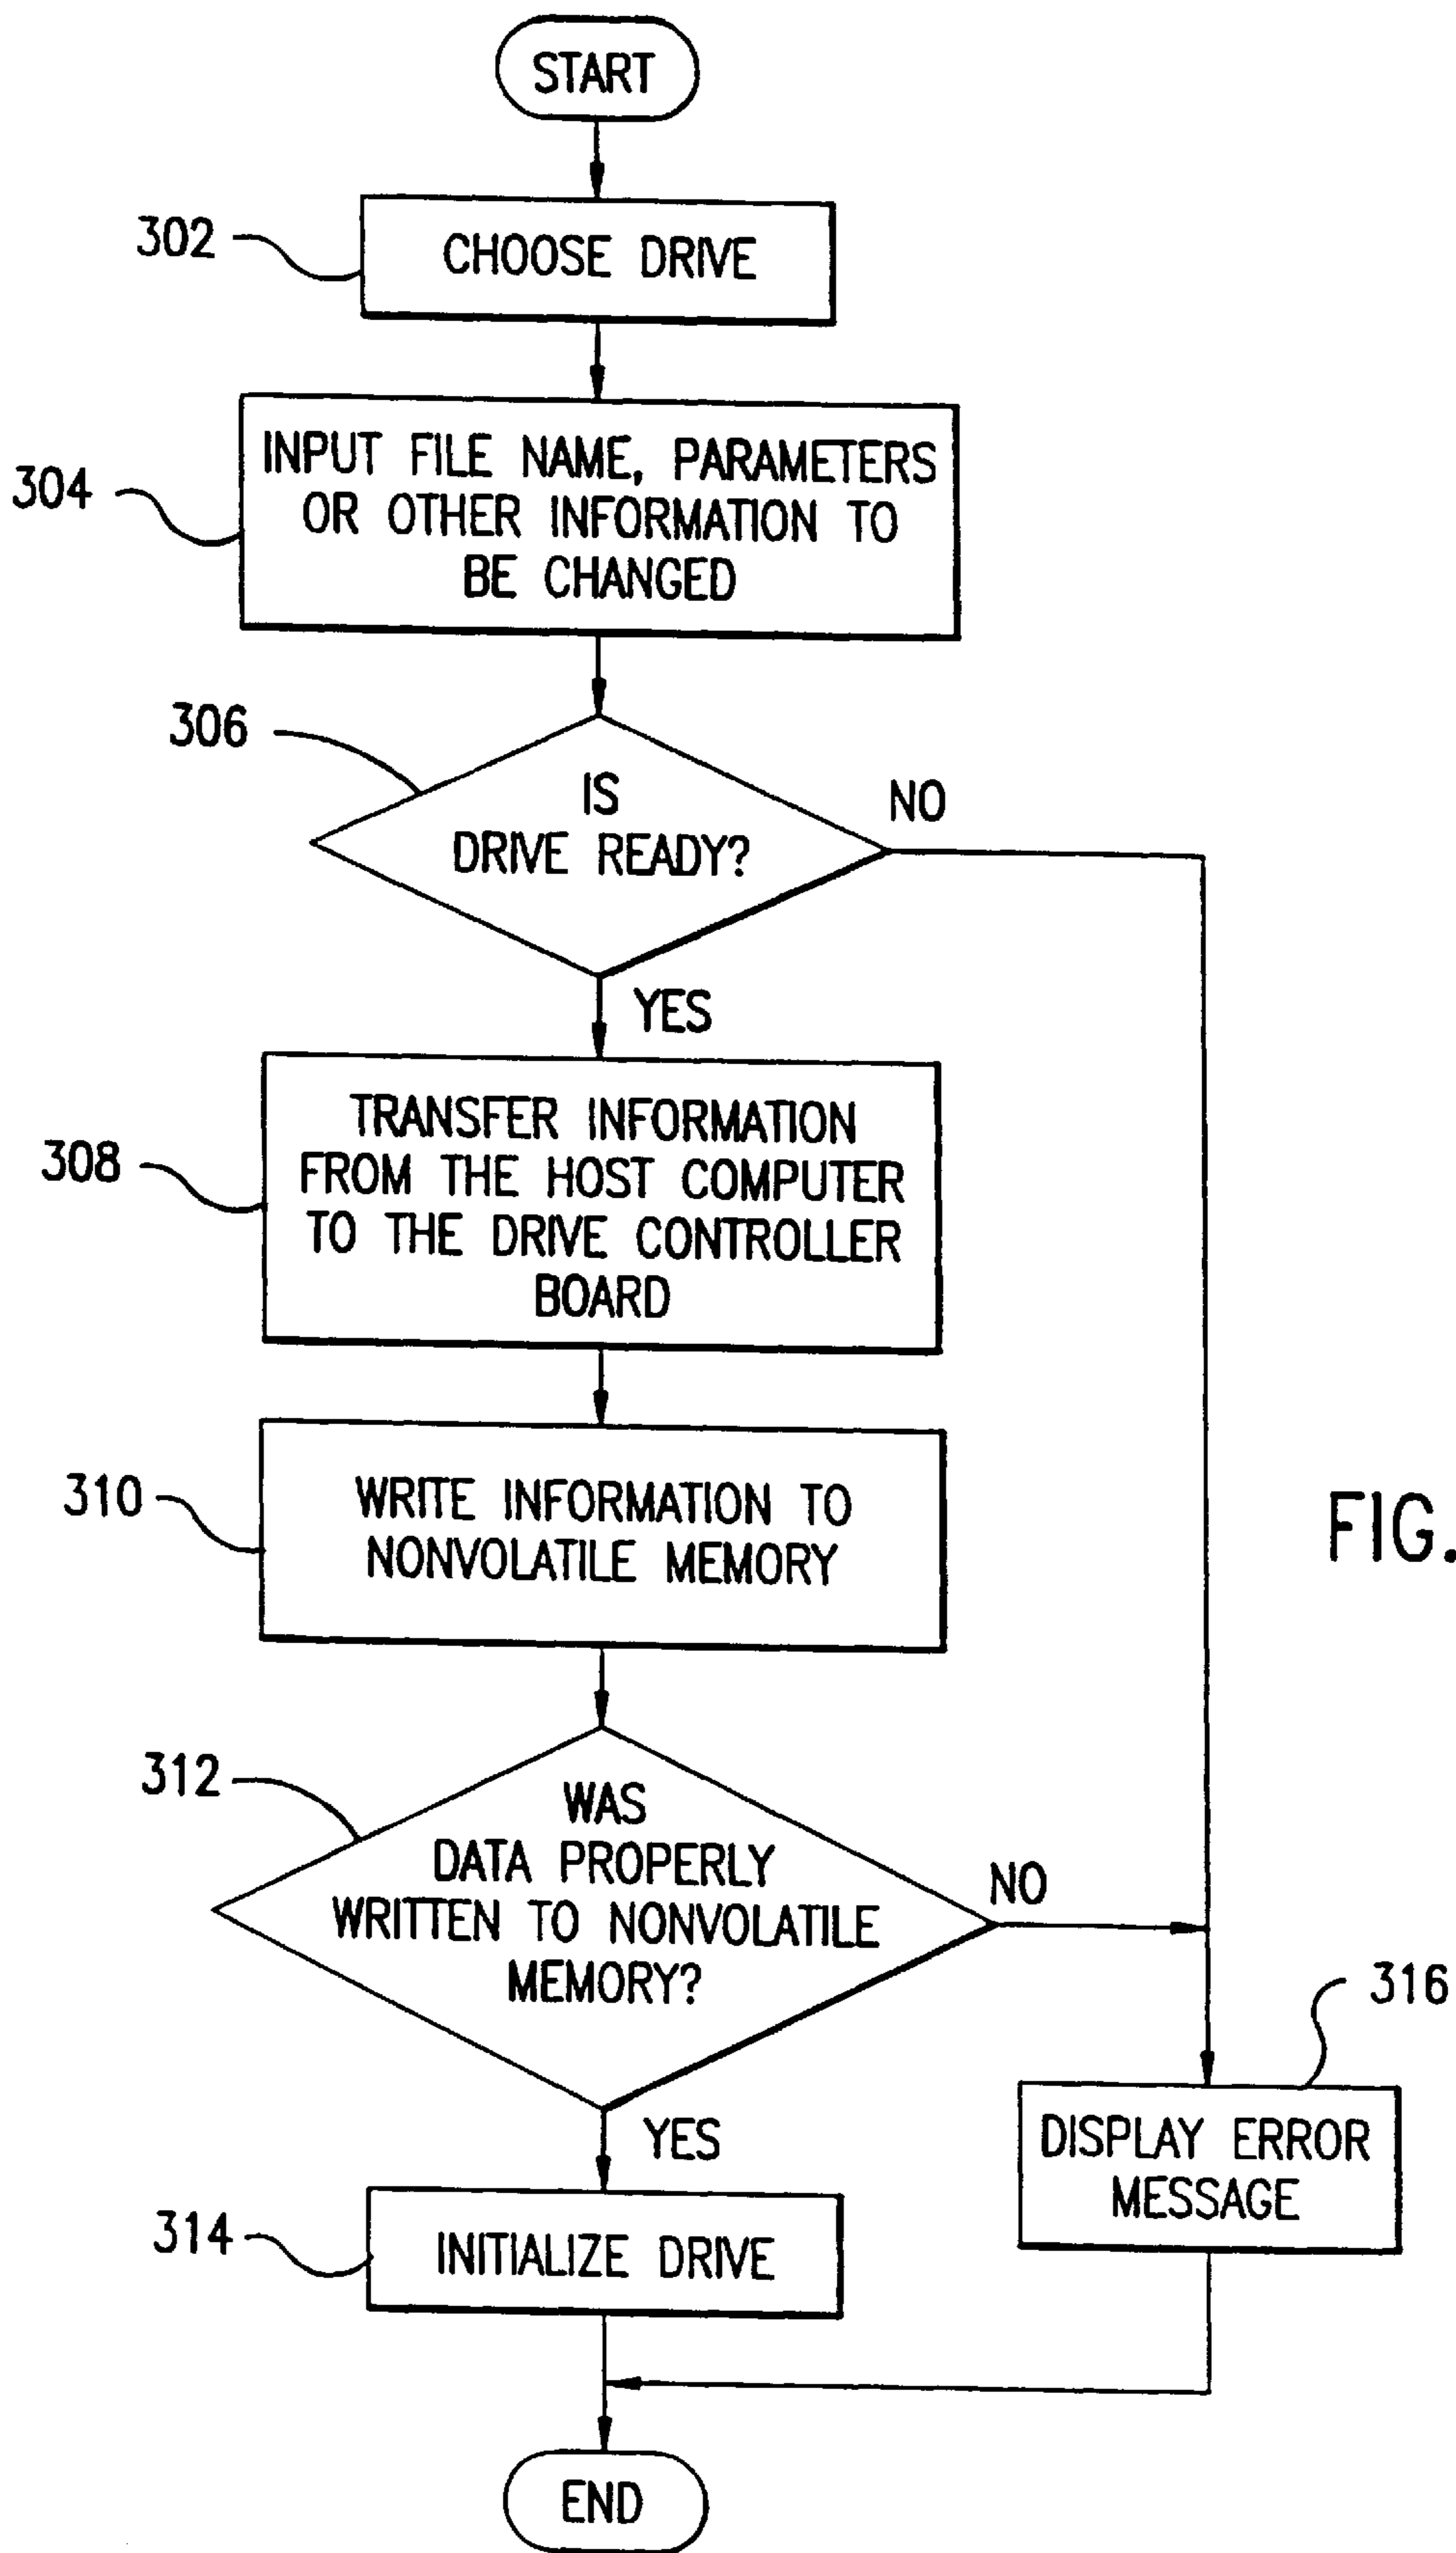 START
302
CHOOSE DRIVE
304
INPUT FILE NAME, PARAMETERS
OR OTHER INFORMATION TO
BE CHANGED
306
IS
DRIVE READY?
NO
YES
308
TRANSFER INFORMATION
FROM THE HOST COMPUTER
TO THE DRIVE CONTROLLER
BOARD
310
WRITE INFORMATION TO
NONVOLATILE MEMORY
FIG.
312
WAS
DATA PROPERLY
WRITTEN TO NONVOLATILE
MEMORY?
NO
316
YES
DISPLAY ERROR
MESSAGE
314
INITIALIZE DRIVE
END